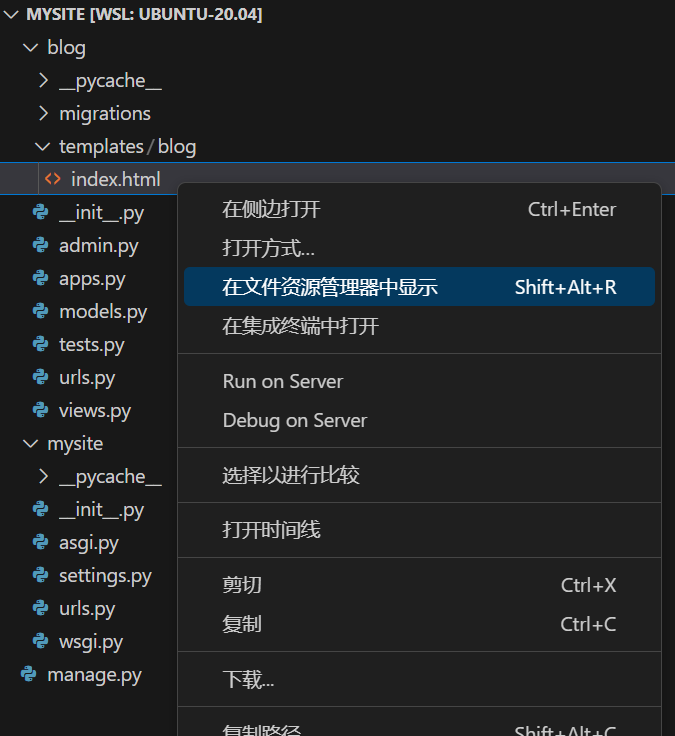 MYSITE [WSL: UBUNTU-20.04]
blog
__pycache__
migrations
templates/blog
index.html
__init__.py
admin.py
apps.py
models.py
tests.py
urls.py
views.py
mysite
__pycache__
__init__.py
asgi.py
settings.py
urls.py
wsgi.py
manage.py
在侧边打开 Ctrl+Enter
打开方式...
在文件资源管理器中显示 Shift+Alt+R
在集成终端中打开
Run on Server
Debug on Server
选择以进行比较
打开时间线
剪切 Ctrl+X
复制 Ctrl+C
下载...
复制路径 Shift+Alt+C